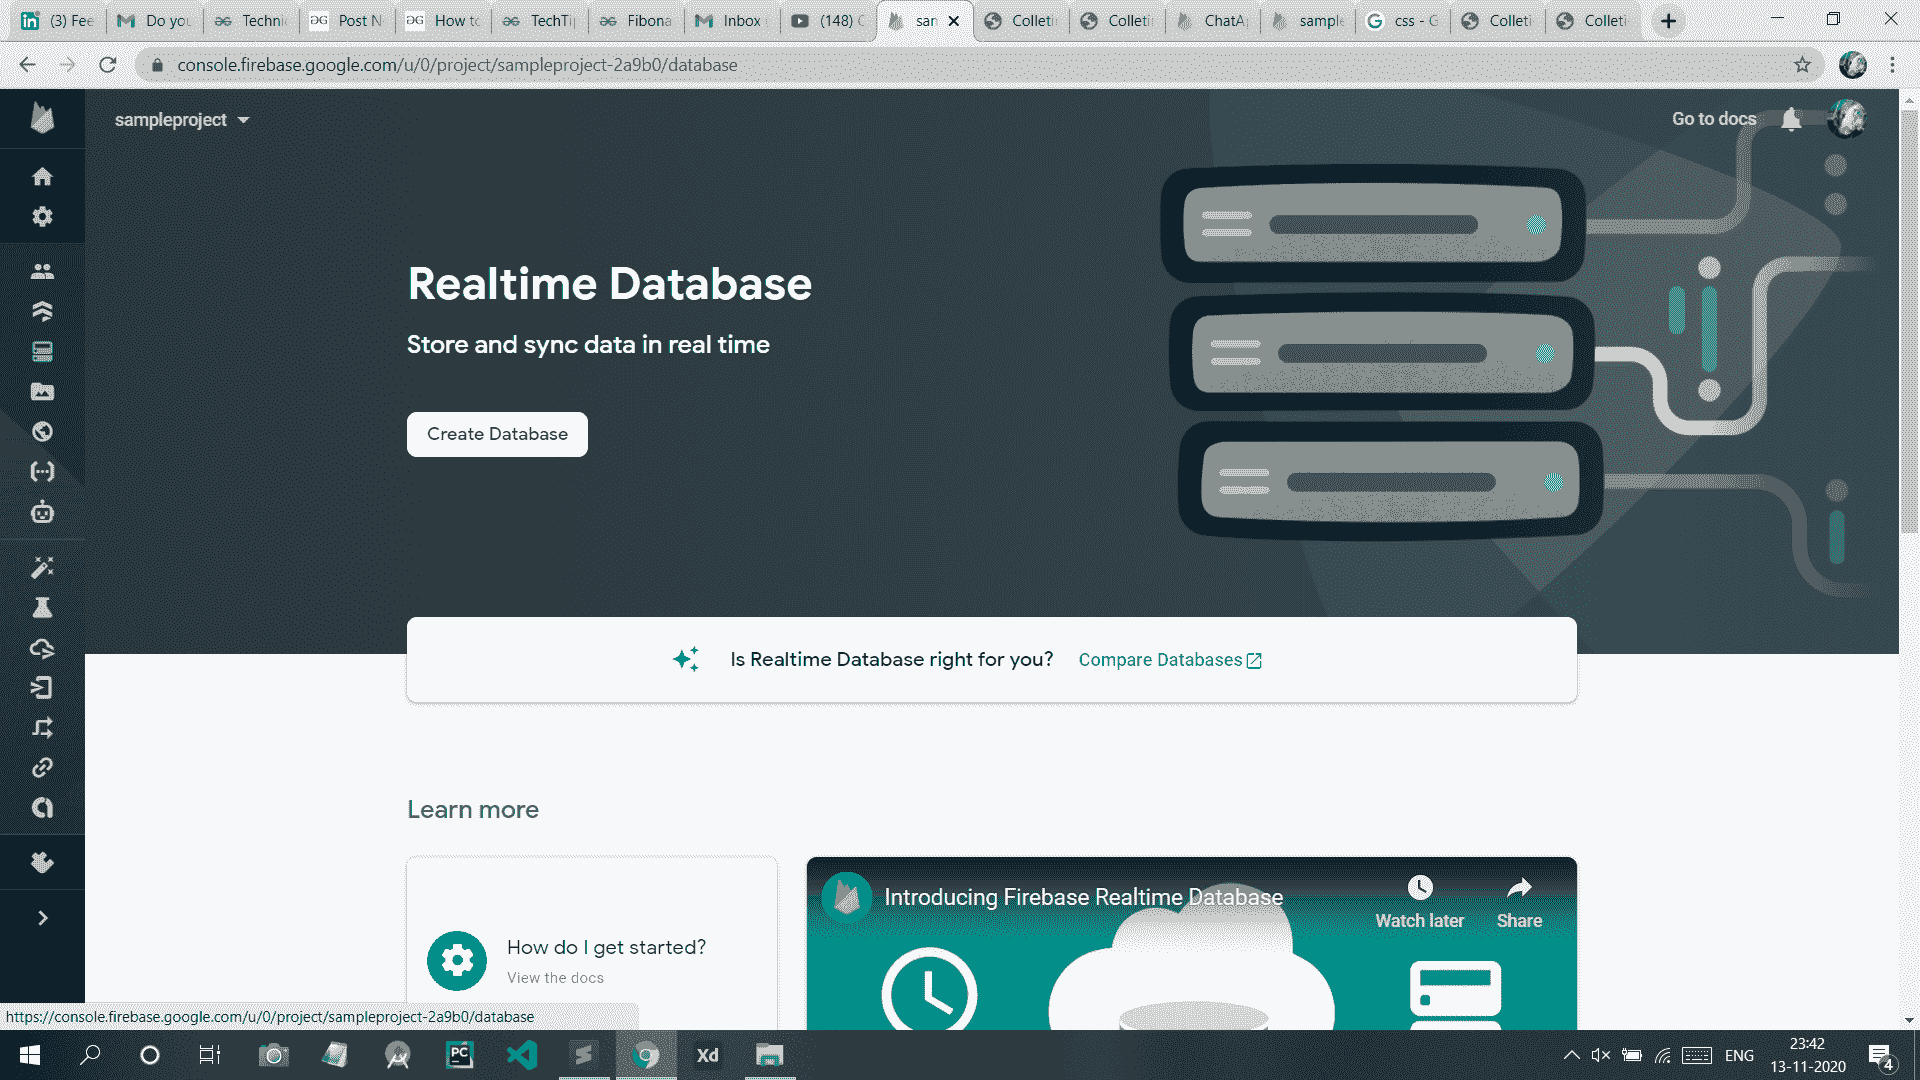 (3) Fee
Do you
Techni
Post N
How to
TechTi
Fibona
Inbox
(148) C
sam
Colleti
Colleti
ChatA
sample
css - G
Colleti
Colleti
console.firebase.google.com/u/0/project/sampleproject-2a9b0/database
sampleproject
Go to docs
Realtime Database
Store and sync data in real time
Create Database
Is Realtime Database right for you? Compare Databases
Learn more
Introducing Firebase Realtime Database
Watch later
Share
How do I get started?
View the docs
https://console.firebase.google.com/u/0/project/sampleproject-2a9b0/database
PC
Xd
ENG
23:42
13-11-2020
4